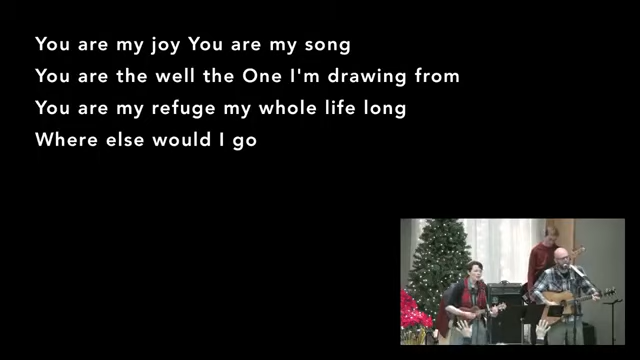 You are my joy You are my song
You are the well the One I'm drawing from
You are my refuge my whole life long
Where else would I go